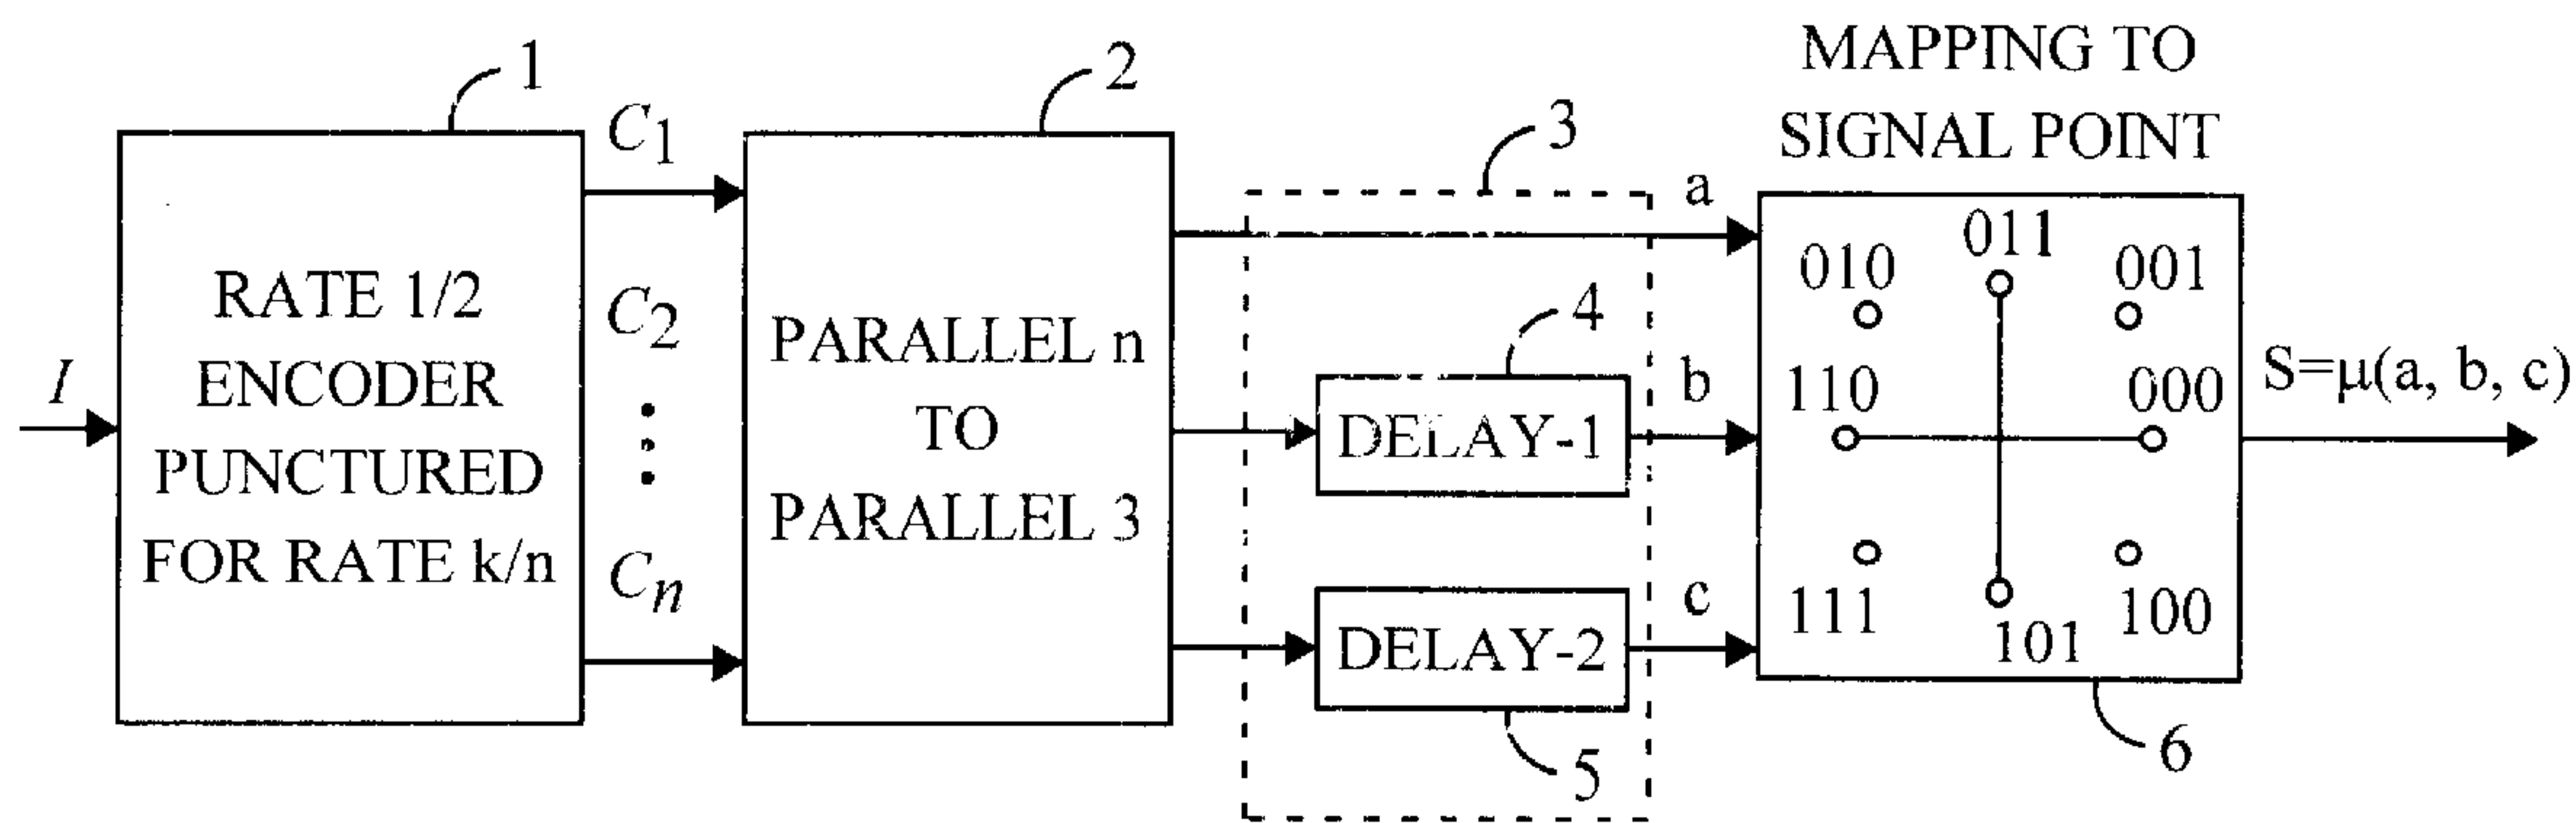 1
2
3
4
5
6
I
RATE 1/2
ENCODER
PUNCTURED
FOR RATE k/n
C1
C2
Cn
PARALLEL n
TO
PARALLEL 3
DELAY-1
DELAY-2
a
b
c
MAPPING TO
SIGNAL POINT
011
010
001
110
000
111
101
100
S=μ(a, b, c)